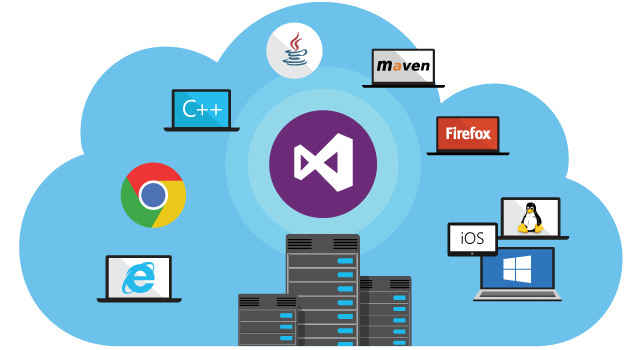 maven
C++
Firefox
iOS